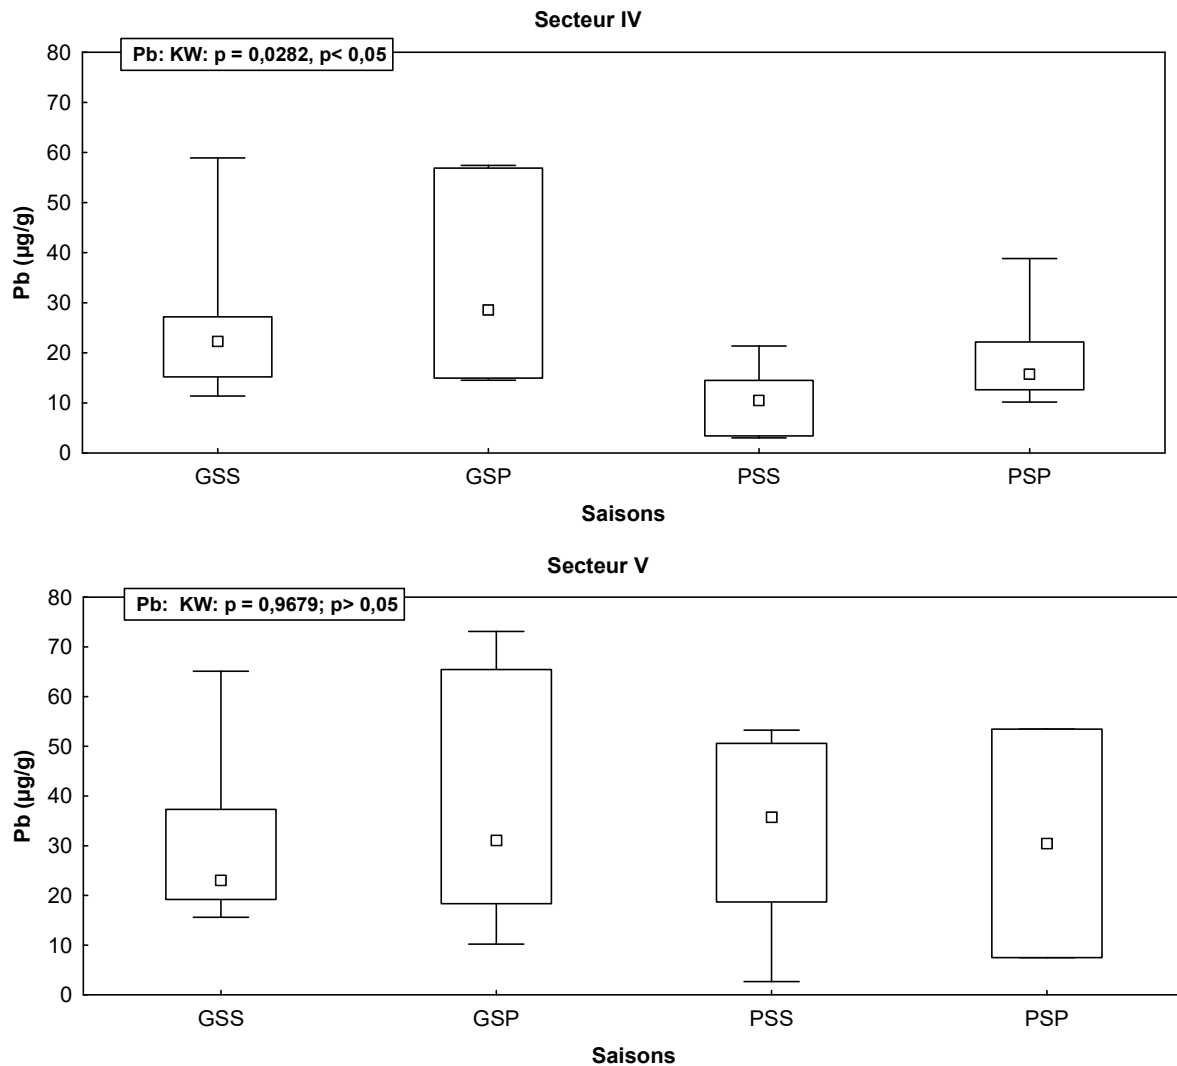 Secteur IV
Pb: KW: p = 0,0282, p< 0,05
80
70
60
50
40
30
20
10
0
Pb (µg/g)
GSS GSP PSS PSP
Saisons
Secteur V
Pb: KW: p = 0,9679; p> 0,05
80
70
60
50
40
30
20
10
0
Pb (µg/g)
GSS GSP PSS PSP
Saisons